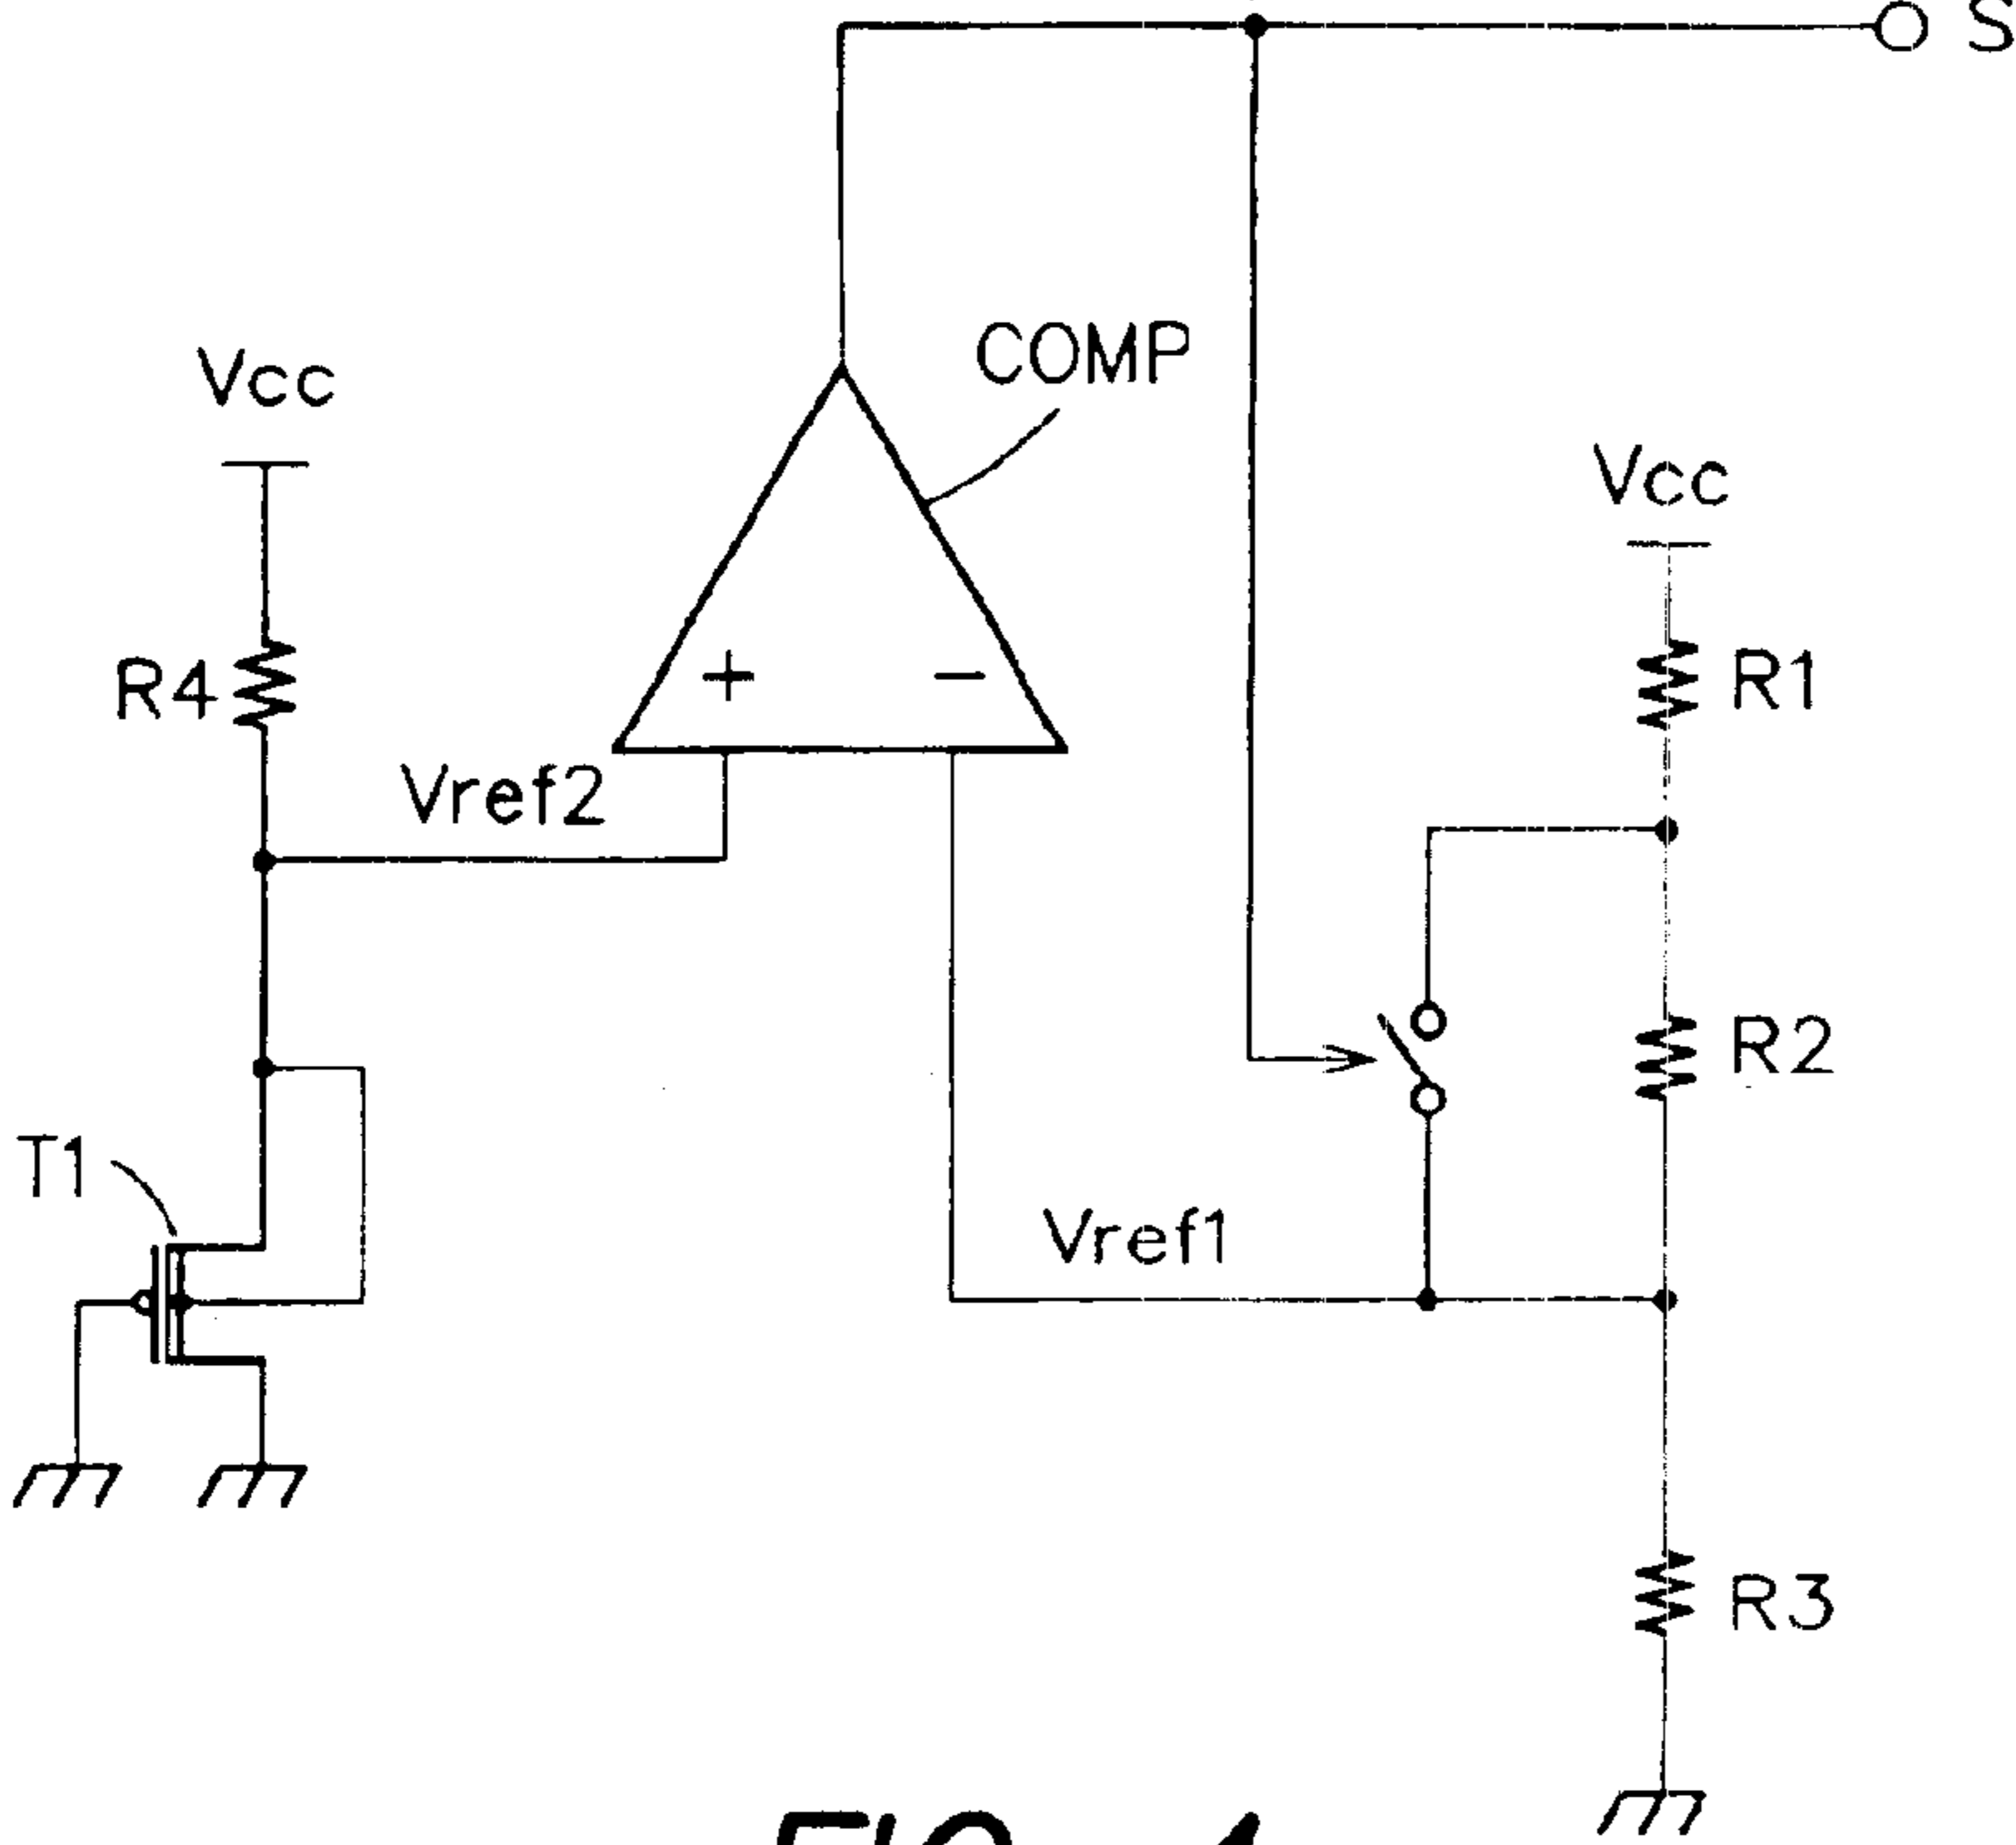 S
COMP
Vcc
Vcc
R4
R1
+
−
Vref2
R2
T1
Vref1
R3